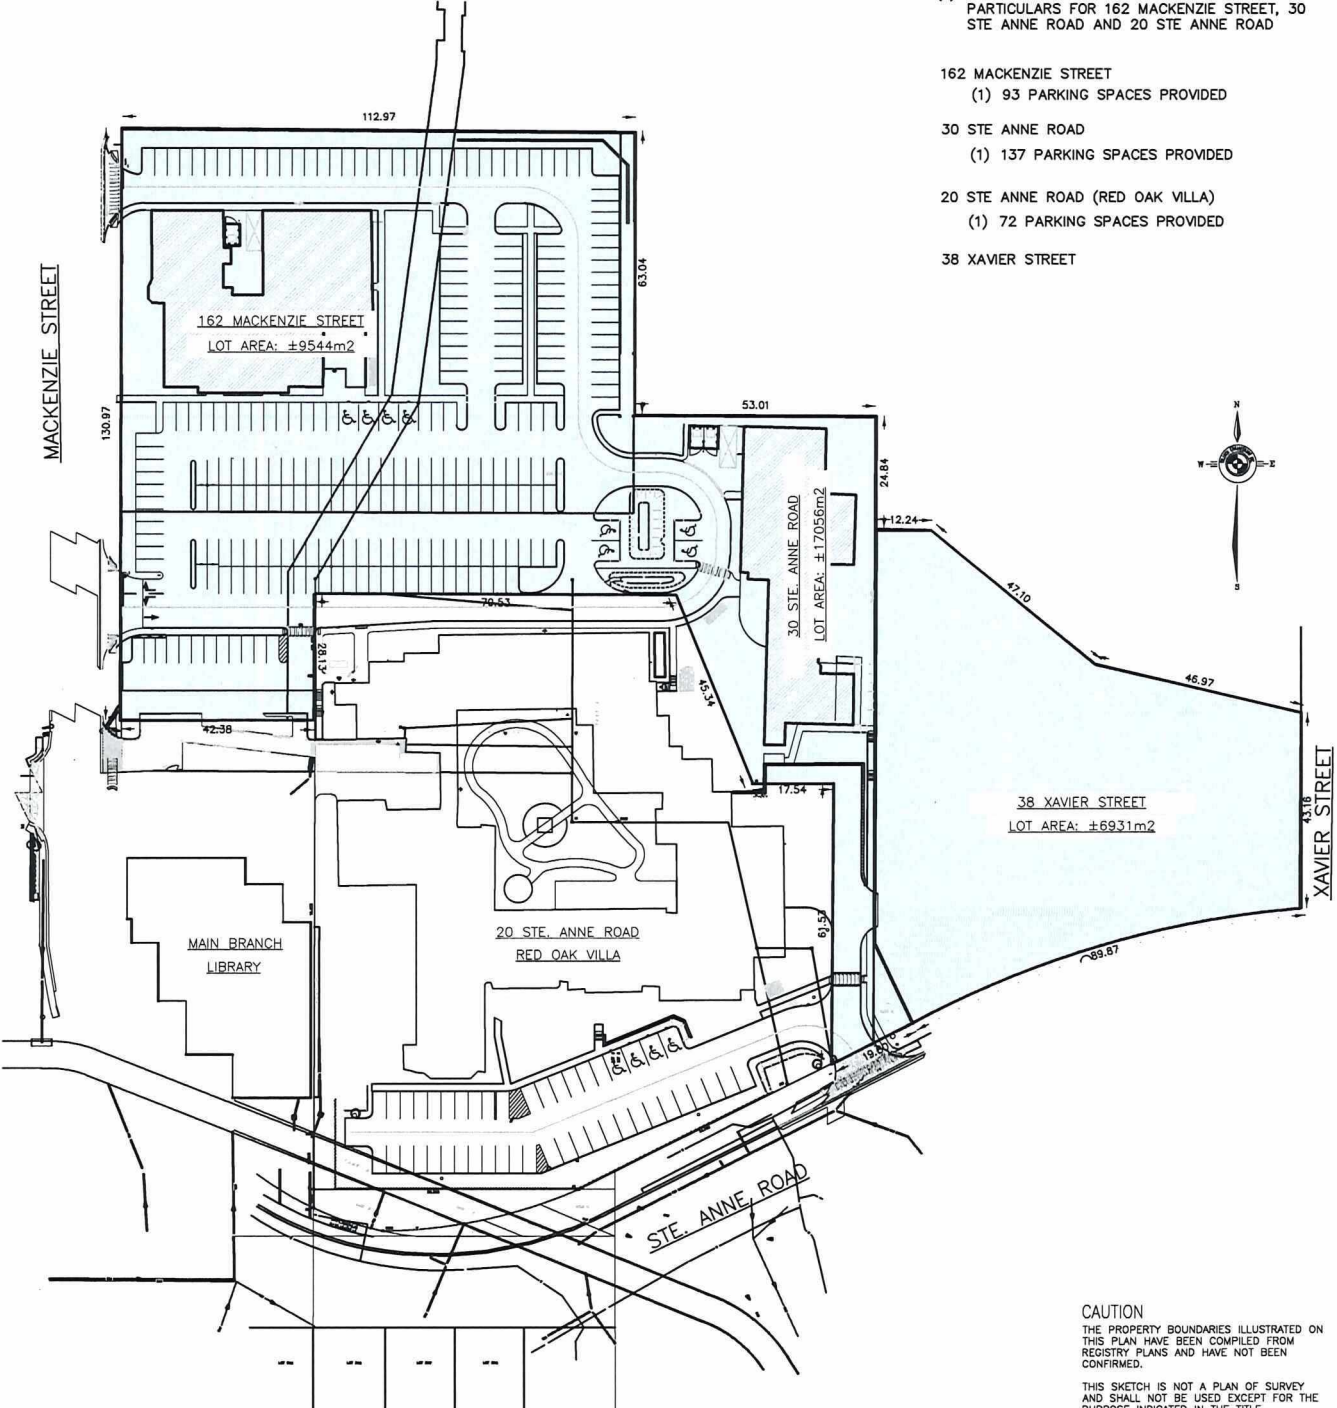 PARTICULARS FOR 162 MACKENZIE STREET, 30
STE ANNE ROAD AND 20 STE ANNE ROAD
162 MACKENZIE STREET
(1) 93 PARKING SPACES PROVIDED
30 STE ANNE ROAD
(1) 137 PARKING SPACES PROVIDED
20 STE ANNE ROAD (RED OAK VILLA)
(1) 72 PARKING SPACES PROVIDED
38 XAVIER STREET
112.97
63.04
MACKENZIE STREET
162 MACKENZIE STREET
LOT AREA: ±9544m2
130.97
53.01
24.84
N
W
E
S
12.24
30 STE. ANNE ROAD
LOT AREA: ±17056m2
47.10
70.53
28.13
45.34
46.97
42.38
17.54
38 XAVIER STREET
LOT AREA: ±6931m2
43.16
XAVIER STREET
MAIN BRANCH
LIBRARY
20 STE. ANNE ROAD
RED OAK VILLA
61.53
89.87
STE. ANNE ROAD
CAUTION
THE PROPERTY BOUNDARIES ILLUSTRATED ON
THIS PLAN HAVE BEEN COMPILED FROM
REGISTRY PLANS AND HAVE NOT BEEN
CONFIRMED.
THIS SKETCH IS NOT A PLAN OF SURVEY
AND SHALL NOT BE USED EXCEPT FOR THE
PURPOSE INDICATED IN THE TITLE